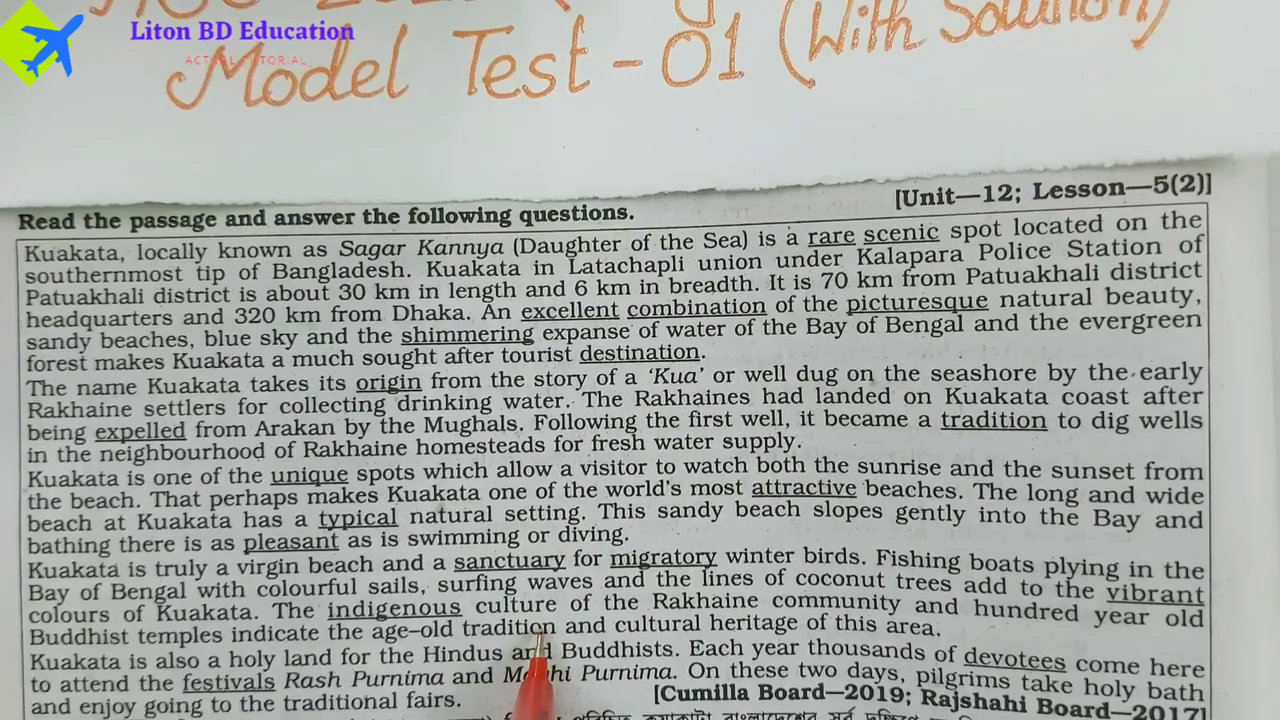 Liton BD Education
ACTUAL TUTORIAL
Model Test - 01 (With Solution)
[Unit—12; Lesson—5(2)]
Read the passage and answer the following questions.
Kuakata, locally known as Sagar Kannya (Daughter of the Sea) is a rare scenic spot located on the
southernmost tip of Bangladesh. Kuakata in Latachapli union under Kalapara Police Station of
Patuakhali district is about 30 km in length and 6 km in breadth. It is 70 km from Patuakhali district
headquarters and 320 km from Dhaka. An excellent combination of the picturesque natural beauty,
sandy beaches, blue sky and the shimmering expanse of water of the Bay of Bengal and the evergreen
forest makes Kuakata a much sought after tourist destination.
The name Kuakata takes its origin from the story of a ‘Kua’ or well dug on the seashore by the early
Rakhaine settlers for collecting drinking water. The Rakhaines had landed on Kuakata coast after
being expelled from Arakan by the Mughals. Following the first well, it became a tradition to dig wells
in the neighbourhood of Rakhaine homesteads for fresh water supply.
Kuakata is one of the unique spots which allow a visitor to watch both the sunrise and the sunset from
the beach. That perhaps makes Kuakata one of the world's most attractive beaches. The long and wide
beach at Kuakata has a typical natural setting. This sandy beach slopes gently into the Bay and
bathing there is as pleasant as is swimming or diving.
Kuakata is truly a virgin beach and a sanctuary for migratory winter birds. Fishing boats plying in the
Bay of Bengal with colourful sails, surfing waves and the lines of coconut trees add to the vibrant
colours of Kuakata. The indigenous culture of the Rakhaine community and hundred year old
Buddhist temples indicate the age–old tradition and cultural heritage of this area.
Kuakata is also a holy land for the Hindus and Buddhists. Each year thousands of devotees come here
to attend the festivals Rash Purnima and Maghi Purnima. On these two days, pilgrims take holy bath
and enjoy going to the traditional fairs.
[Cumilla Board—2019; Rajshahi Board—2017]